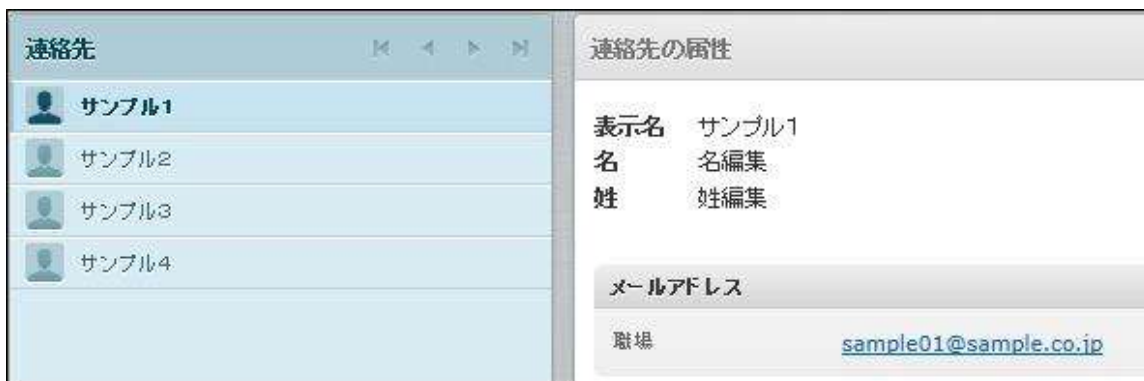 連絡先
サンプル1
サンプル2
サンプル3
サンプル4
連絡先の属性
表示名 サンプル1
名 名編集
姓 姓編集
メールアドレス
職場 sample01@sample.co.jp